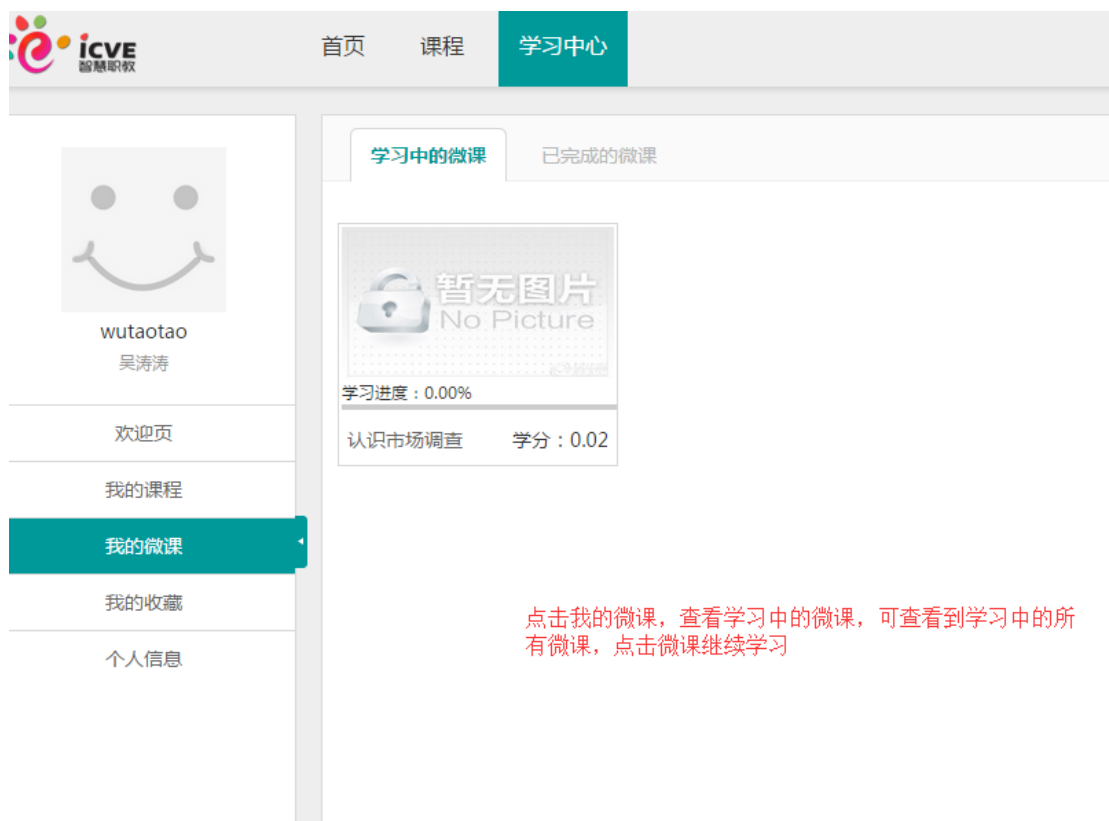 icve
智慧职教
首页
课程
学习中心
学习中的微课
已完成的微课
暂无图片
No Picture
wutaotao
吴涛涛
学习进度：0.00%
认识市场调查
学分：0.02
欢迎页
我的课程
我的微课
我的收藏
个人信息
点击我的微课，查看学习中的微课，可查看到学习中的所
有微课，点击微课继续学习